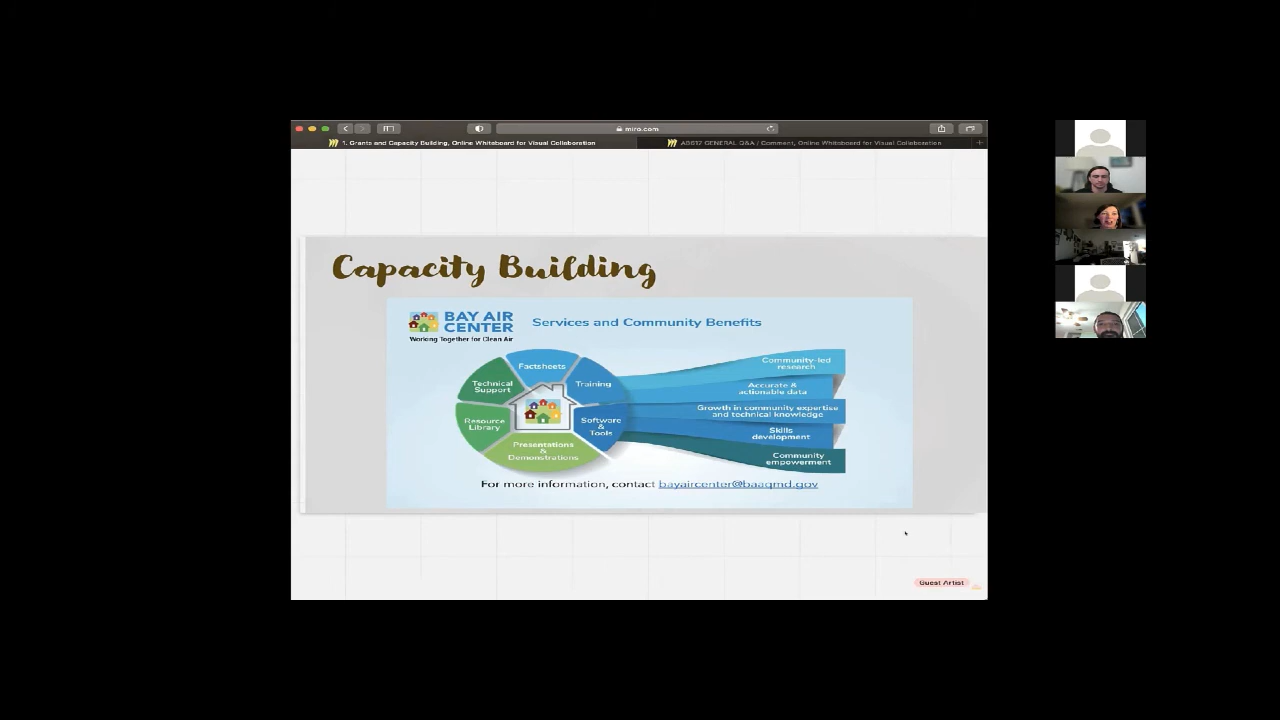 miro.com
1. Grants and Capacity Building, Online Whiteboard for Visual Collaboration
AB617 GENERAL Q&A / Comment, Online Whiteboard for Visual Collaboration
Capacity Building
BAY AIR
CENTER
Working Together for Clean Air
Services and Community Benefits
Factsheets
Training
Technical
Support
Resource
Library
Software
&
Tools
Presentations
&
Demonstrations
Community-led
research
Accurate &
actionable data
Growth in community expertise
and technical knowledge
Skills
development
Community
empowerment
For more information, contact bayaircenter@baaqmd.gov
Guest Artist